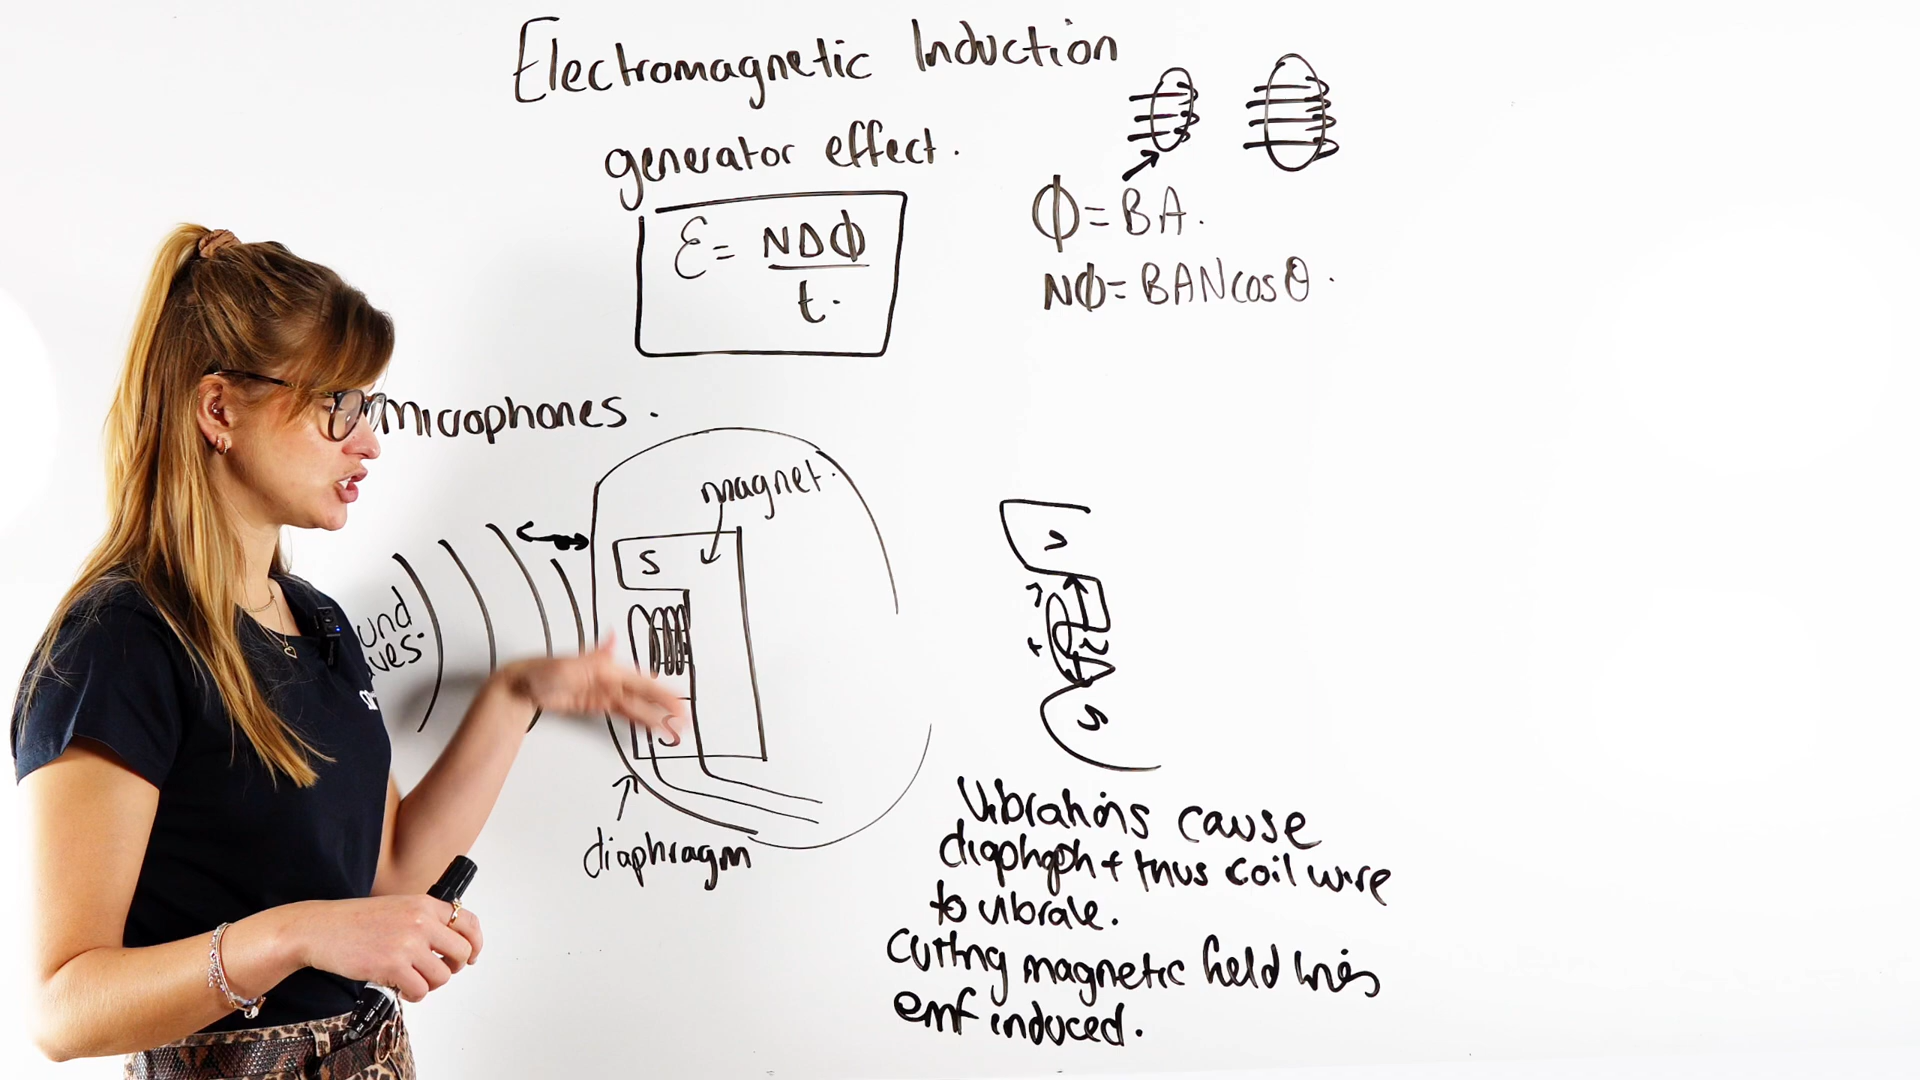 Electromagnetic Induction
generator effect.
ε = NΔΦ
t.
Φ = BA.
NΦ = BANcosθ.
Microphones.
magnet.
S
S
diaphragm
Vibrations cause
+ thus coil wire
to vibrate.
cutting magnetic field lines
emf induced.